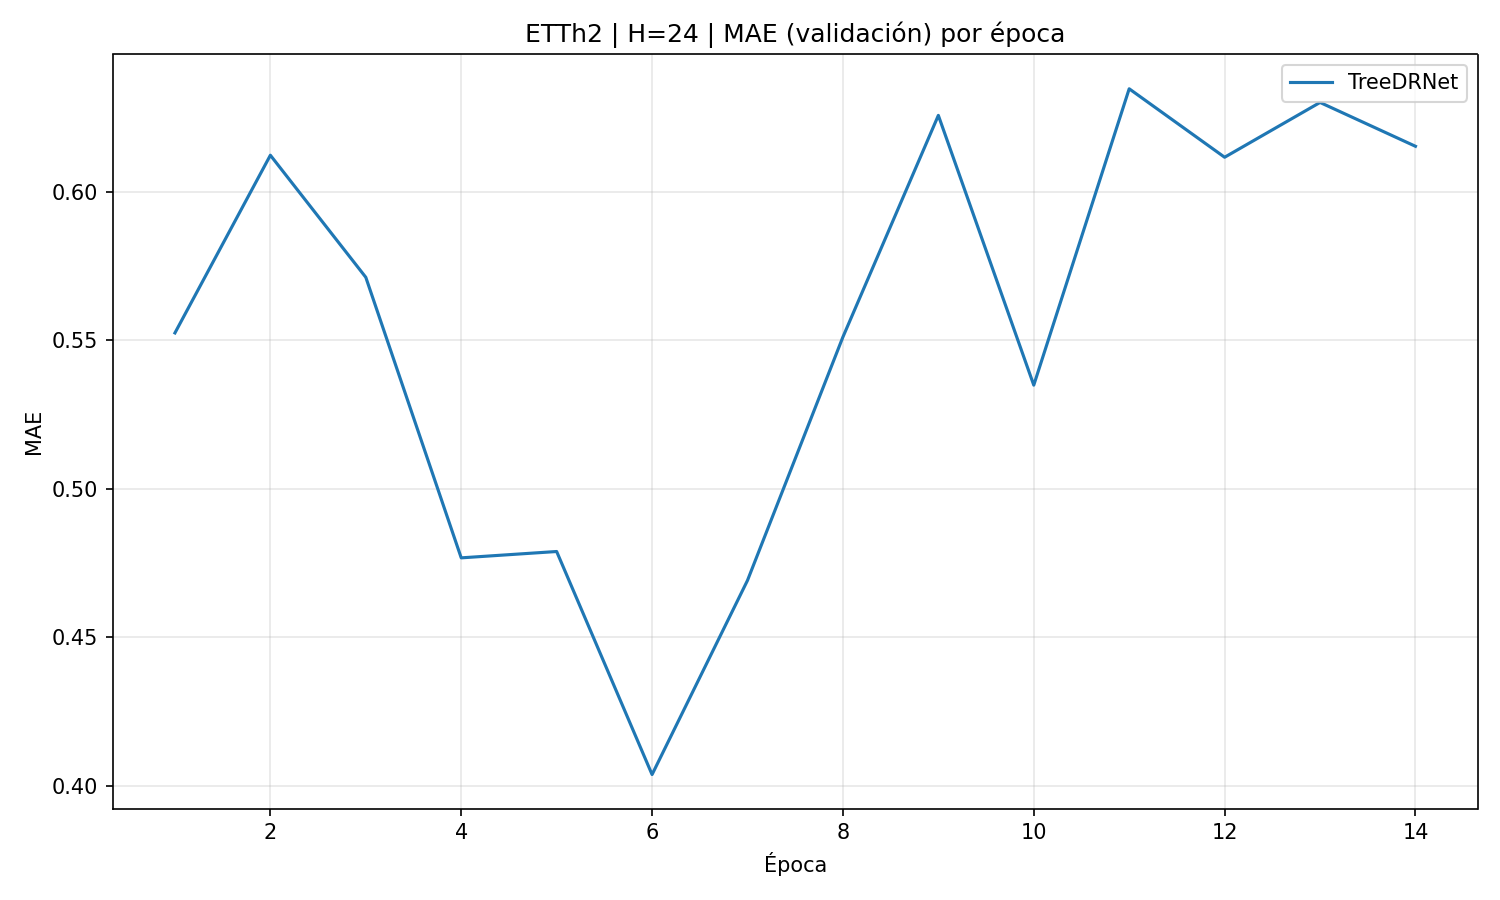 ETTh2 | H=24 | MAE (validación) por época
TreeDRNet
MAE
0.60
0.55
0.50
0.45
0.40
2 4 6 8 10 12 14
Época